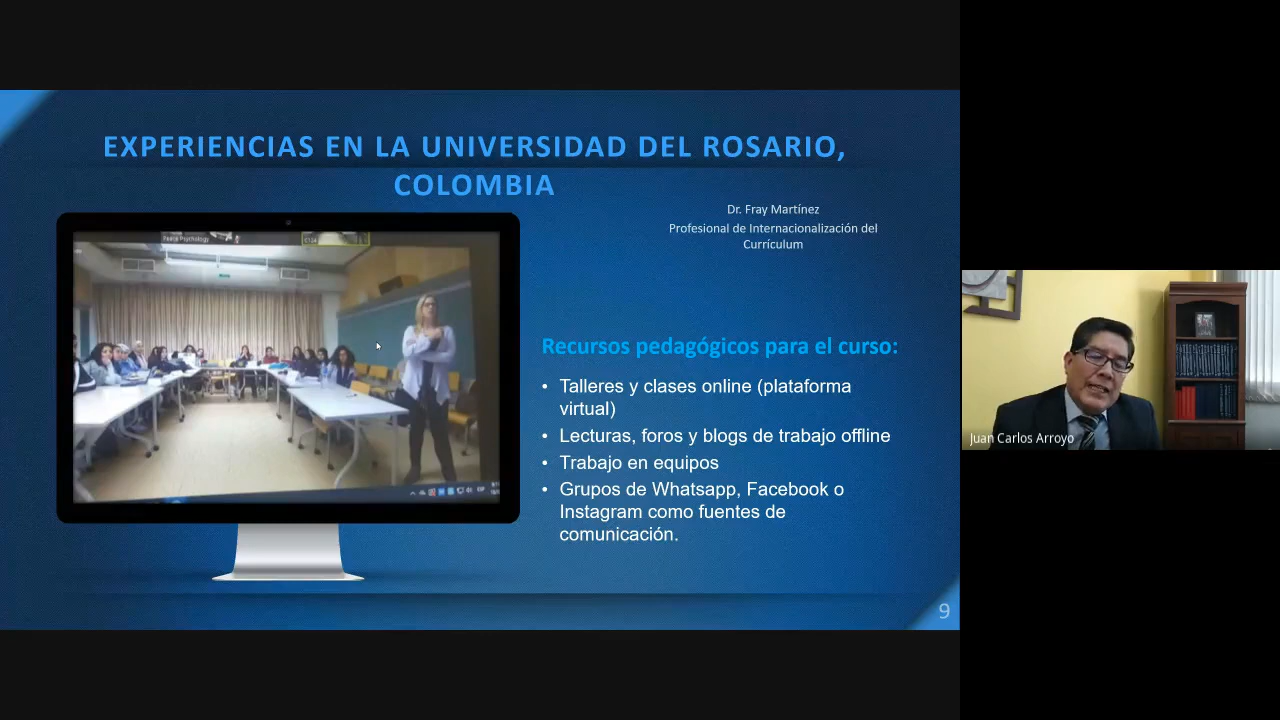 EXPERIENCIAS EN LA UNIVERSIDAD DEL ROSARIO,
COLOMBIA
Dr. Fray Martínez
Profesional de Internacionalización del
Currículum
Recursos pedagógicos para el curso:
• Talleres y clases online (plataforma
virtual)
• Lecturas, foros y blogs de trabajo offline
• Trabajo en equipos
• Grupos de Whatsapp, Facebook o
Instagram como fuentes de
comunicación.
9
Juan Carlos Arroyo